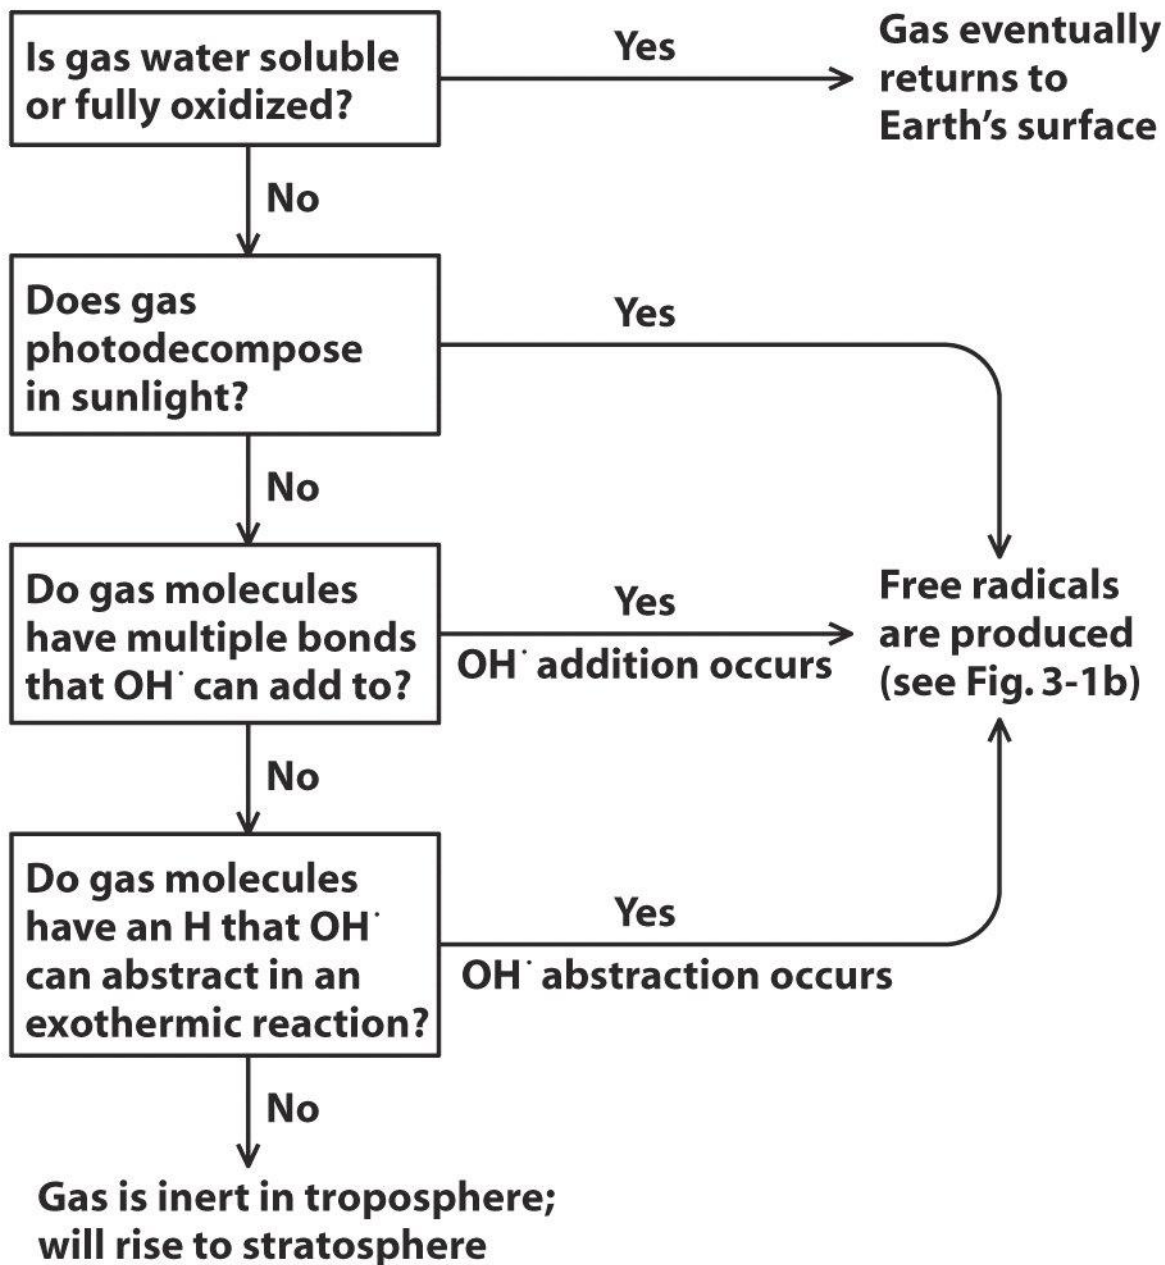 Is gas water soluble
or fully oxidized?
Yes
Gas eventually
returns to
Earth’s surface
No
Does gas
photodecompose
in sunlight?
Yes
No
Do gas molecules
have multiple bonds
that OH˙ can add to?
Yes
OH˙ addition occurs
Free radicals
are produced
(see Fig. 3-1b)
No
Do gas molecules
have an H that OH˙
can abstract in an
exothermic reaction?
Yes
OH˙ abstraction occurs
No
Gas is inert in troposphere;
will rise to stratosphere